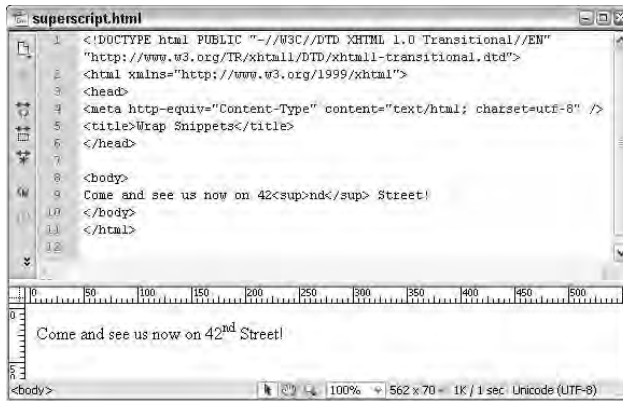 superscript.html
1 <!DOCTYPE html PUBLIC "-//W3C//DTD XHTML 1.0 Transitional//EN"
"http://www.w3.org/TR/xhtml1/DTD/xhtml1-transitional.dtd">
2 <html xmlns="http://www.w3.org/1999/xhtml">
3 <head>
4 <meta http-equiv="Content-Type" content="text/html; charset=utf-8" />
5 <title>Wrap Snippets</title>
6 </head>
7
8 <body>
9 Come and see us now on 42<sup>nd</sup> Street!
10 </body>
11 </html>
12
0 50 100 150 200 250 300 350 400 450 500
0
Come and see us now on 42nd Street!
5
<body> 100% 562 x 70 1K / 1 sec Unicode (UTF-8)